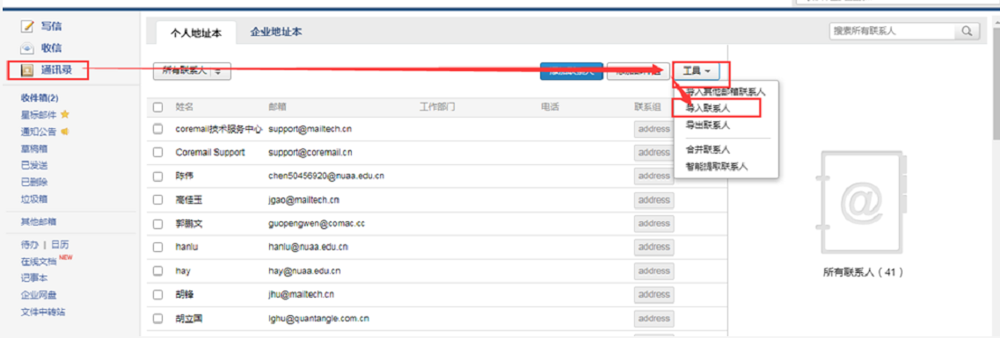 写信
收信
通讯录
收件箱(2)
星标邮件
通知公告
草稿箱
已发送
已删除
垃圾箱
其他邮箱
待办 | 日历
在线文档 NEW
记事本
企业网盘
文件中转站
个人地址本 企业地址本
搜索所有联系人
所有联系人 工具
导入其他邮箱联系人
导入联系人
导出联系人
合并联系人
智能提取联系人
姓名 邮箱 工作部门 电话 联系组
coremail技术服务中心 support@mailtech.cn address
Coremail Support support@coremail.cn address
陈伟 chen50456920@nuaa.edu.cn address
高佳玉 jgao@mailtech.cn address
郭鹏文 guopengwen@comac.cc address
hanlu hanlu@nuaa.edu.cn address
hay hay@nuaa.edu.cn address
胡锋 jhu@mailtech.cn address
胡立国 lghu@quantangle.com.cn address
@
所有联系人（41）